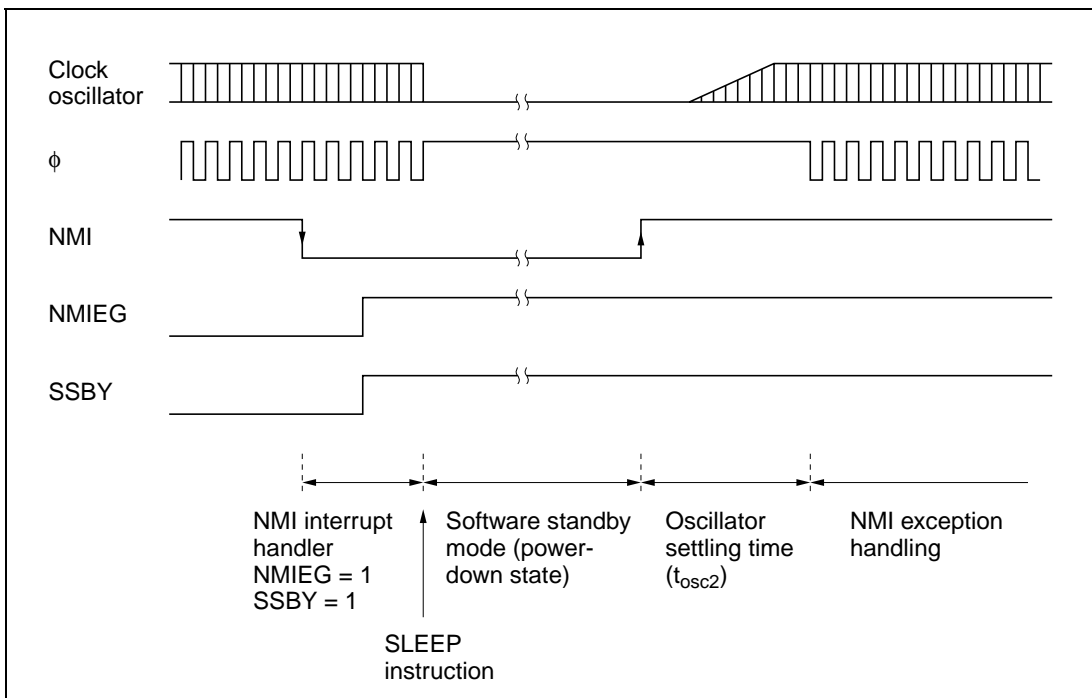 Clock
oscillator
φ
NMI
NMIEG
SSBY
NMI interrupt
handler
NMIEG = 1
SSBY = 1
Software standby
mode (power-
down state)
Oscillator
settling time
(tosc2)
NMI exception
handling
SLEEP
instruction